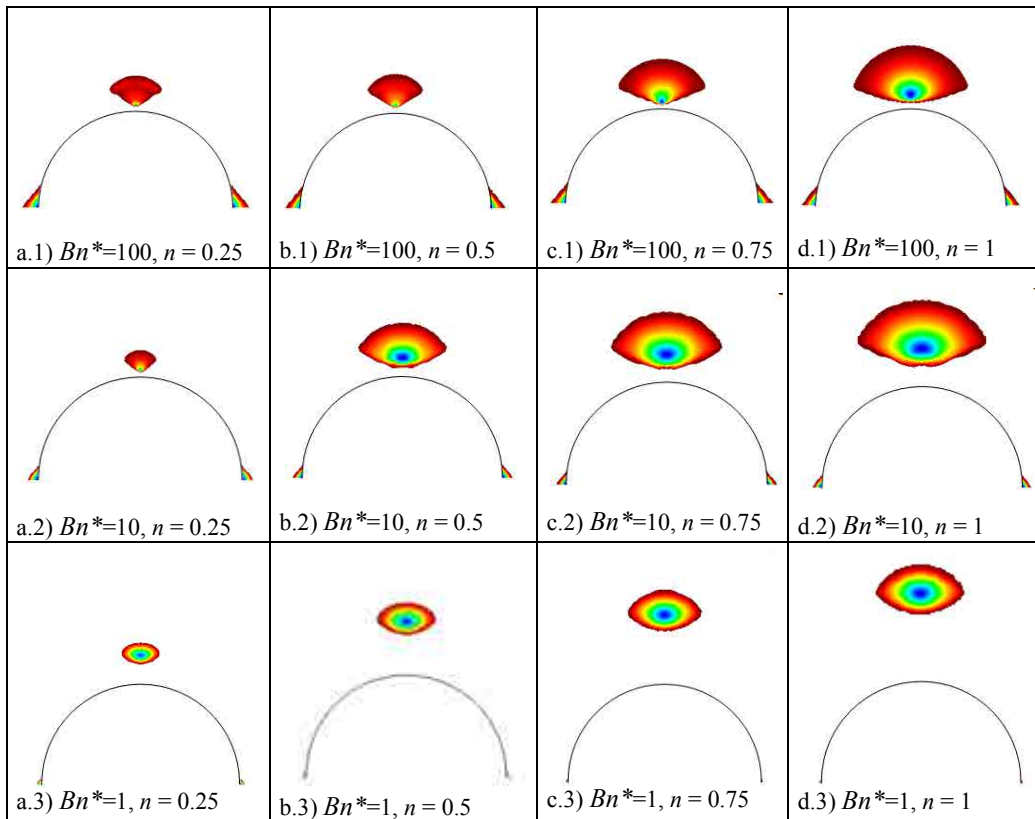 a.1) Bn*=100, n = 0.25
b.1) Bn*=100, n = 0.5
c.1) Bn*=100, n = 0.75
d.1) Bn*=100, n = 1
a.2) Bn*=10, n = 0.25
b.2) Bn*=10, n = 0.5
c.2) Bn*=10, n = 0.75
d.2) Bn*=10, n = 1
a.3) Bn*=1, n = 0.25
b.3) Bn*=1, n = 0.5
c.3) Bn*=1, n = 0.75
d.3) Bn*=1, n = 1